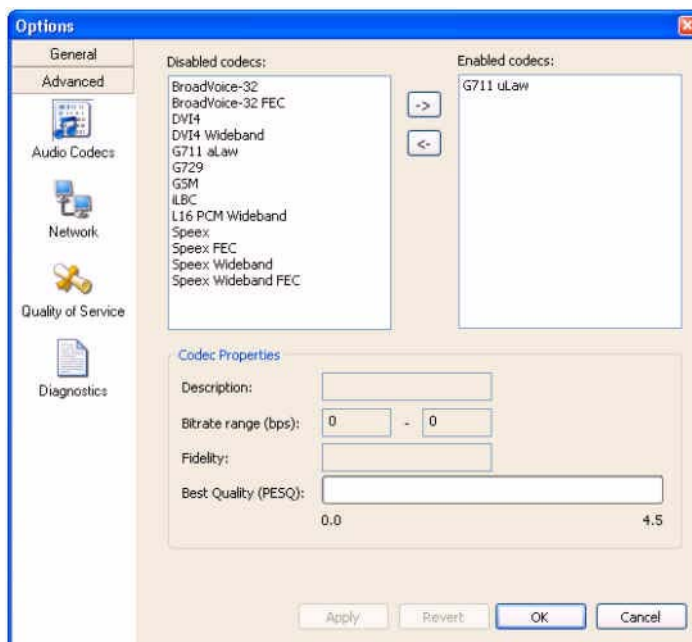 Options
General
Advanced
Audio Codecs
Network
Quality of Service
Diagnostics
Disabled codecs:
BroadVoice-32
BroadVoice-32 FEC
DVI4
DVI4 Wideband
G711 aLaw
G729
GSM
iLBC
L16 PCM Wideband
Speex
Speex FEC
Speex Wideband
Speex Wideband FEC
->
<-
Enabled codecs:
G711 uLaw
Codec Properties
Description:
Bitrate range (bps): 0 - 0
Fidelity:
Best Quality (PESQ):
0.0 4.5
Apply Revert OK Cancel